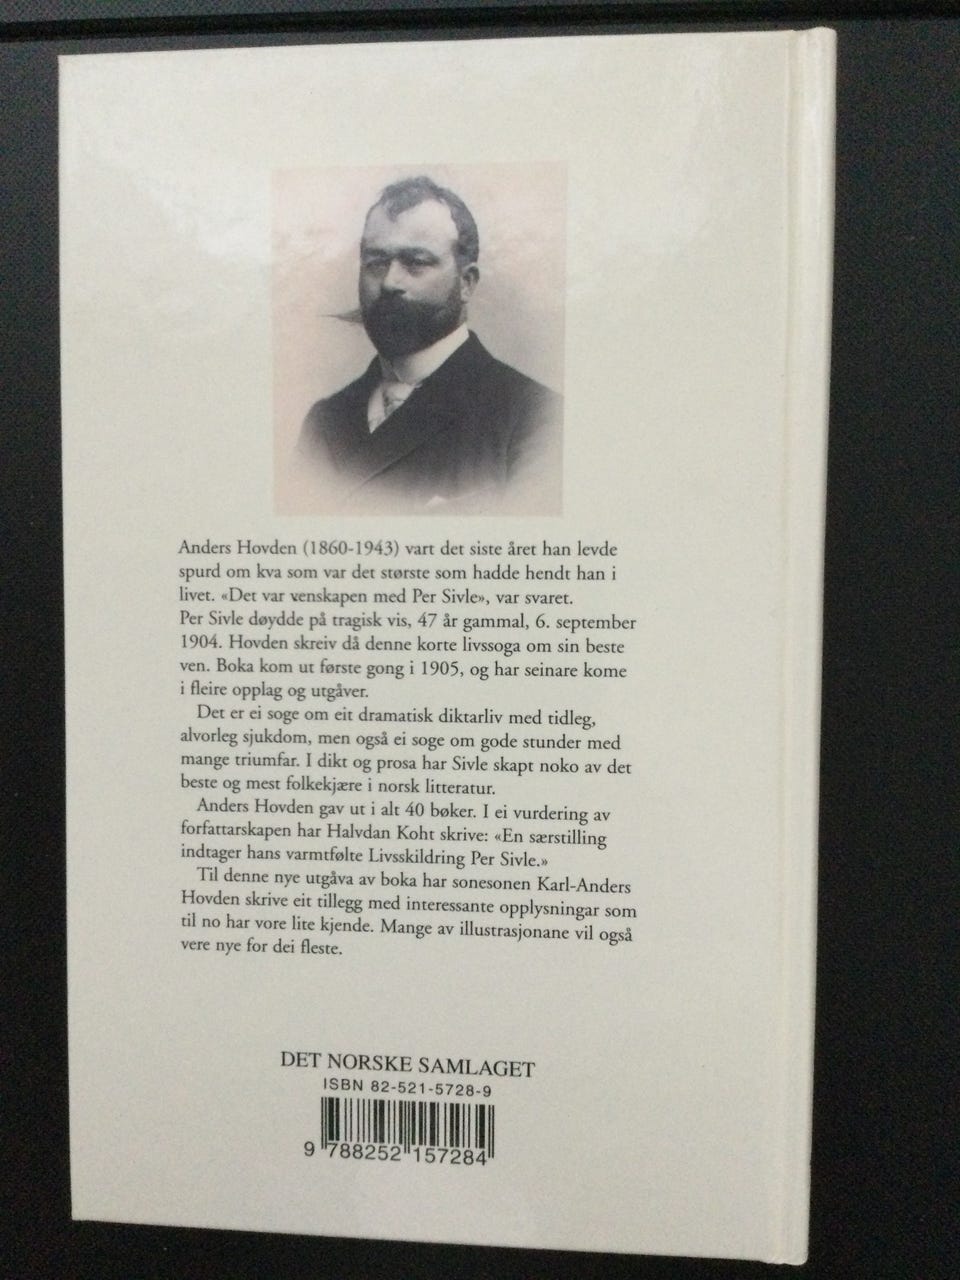 Anders Hovden (1860-1943) vart det siste året han levde
spurd om kva som var det største som hadde hendt han i
livet. «Det var venskapen med Per Sivle», var svaret.
Per Sivle døydde på tragisk vis, 47 år gammal, 6. september
1904. Hovden skreiv då denne korte livssoga om sin beste
ven. Boka kom ut første gong i 1905, og har seinare kome
i fleire opplag og utgåver.
Det er ei soge om eit dramatisk diktarliv med tidleg,
alvorleg sjukdom, men også ei soge om gode stunder med
mange triumfar. I dikt og prosa har Sivle skapt noko av det
beste og mest folkekjære i norsk litteratur.
Anders Hovden gav ut i alt 40 bøker. I ei vurdering av
forfattarskapen har Halvdan Koht skrive: «En særstilling
indtager hans varmtfølte Livsskildring Per Sivle.»
Til denne nye utgåva av boka har sonesonen Karl-Anders
Hovden skrive eit tillegg med interessante opplysningar som
til no har vore lite kjende. Mange av illustrasjonane vil også
vere nye for dei fleste.
DET NORSKE SAMLAGET
ISBN 82-521-5728-9
9 788252 157284